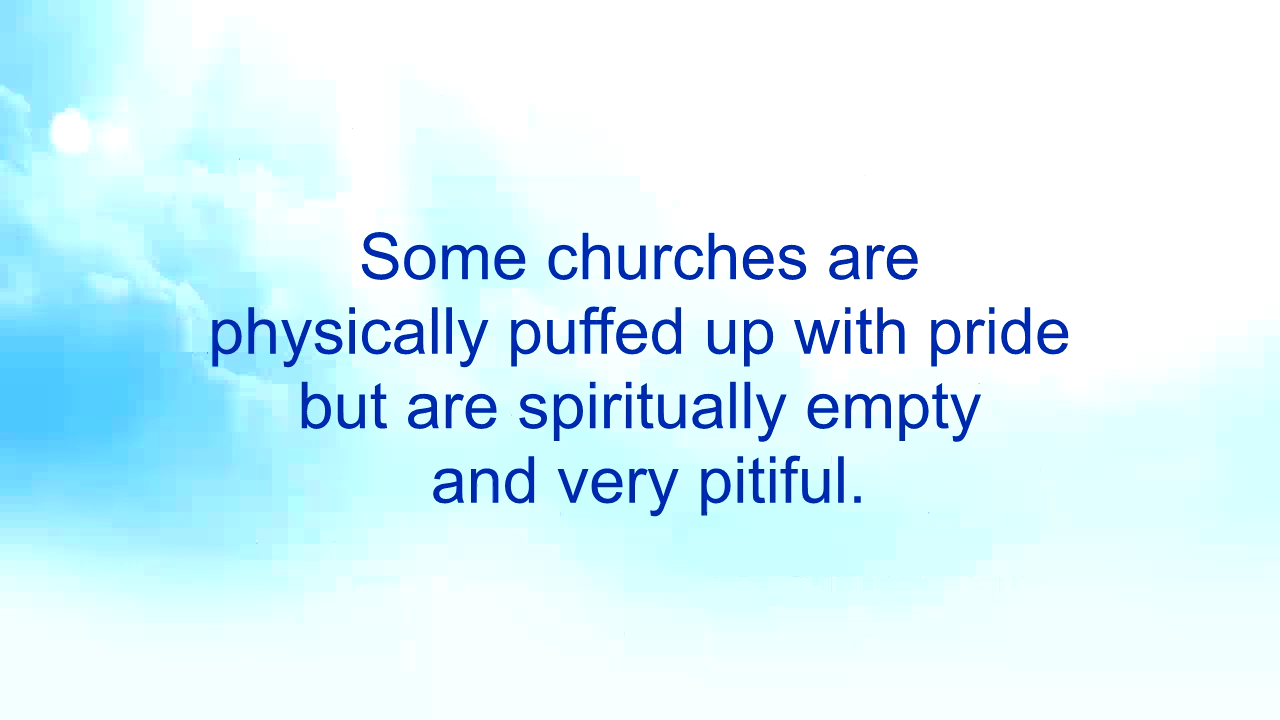 Some churches are
physically puffed up with pride
but are spiritually empty
and very pitiful.